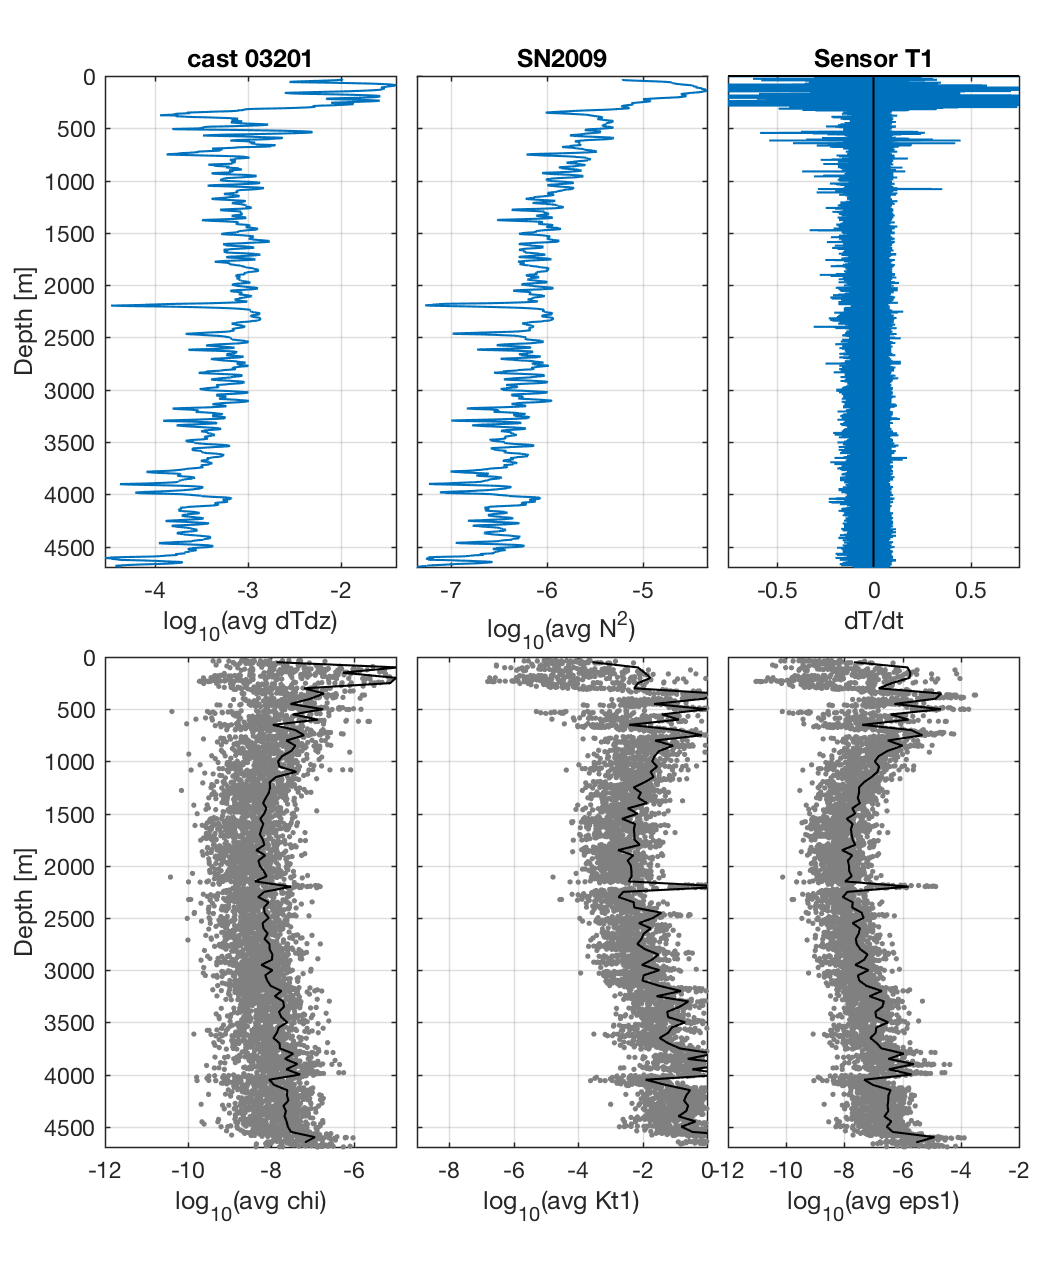 cast 03201 SN2009 Sensor T1
0
500
1000
1500
2000
2500
3000
3500
4000
4500
Depth [m]
-4 -3 -2 -7 -6 -5 -0.5 0 0.5
log10(avg dTdz) log10(avg N2) dT/dt
0
500
1000
1500
2000
2500
3000
3500
4000
4500
Depth [m]
-12 -10 -8 -6 -8 -6 -4 -2 0 -12 -10 -8 -6 -4 -2
log10(avg chi) log10(avg Kt1) log10(avg eps1)